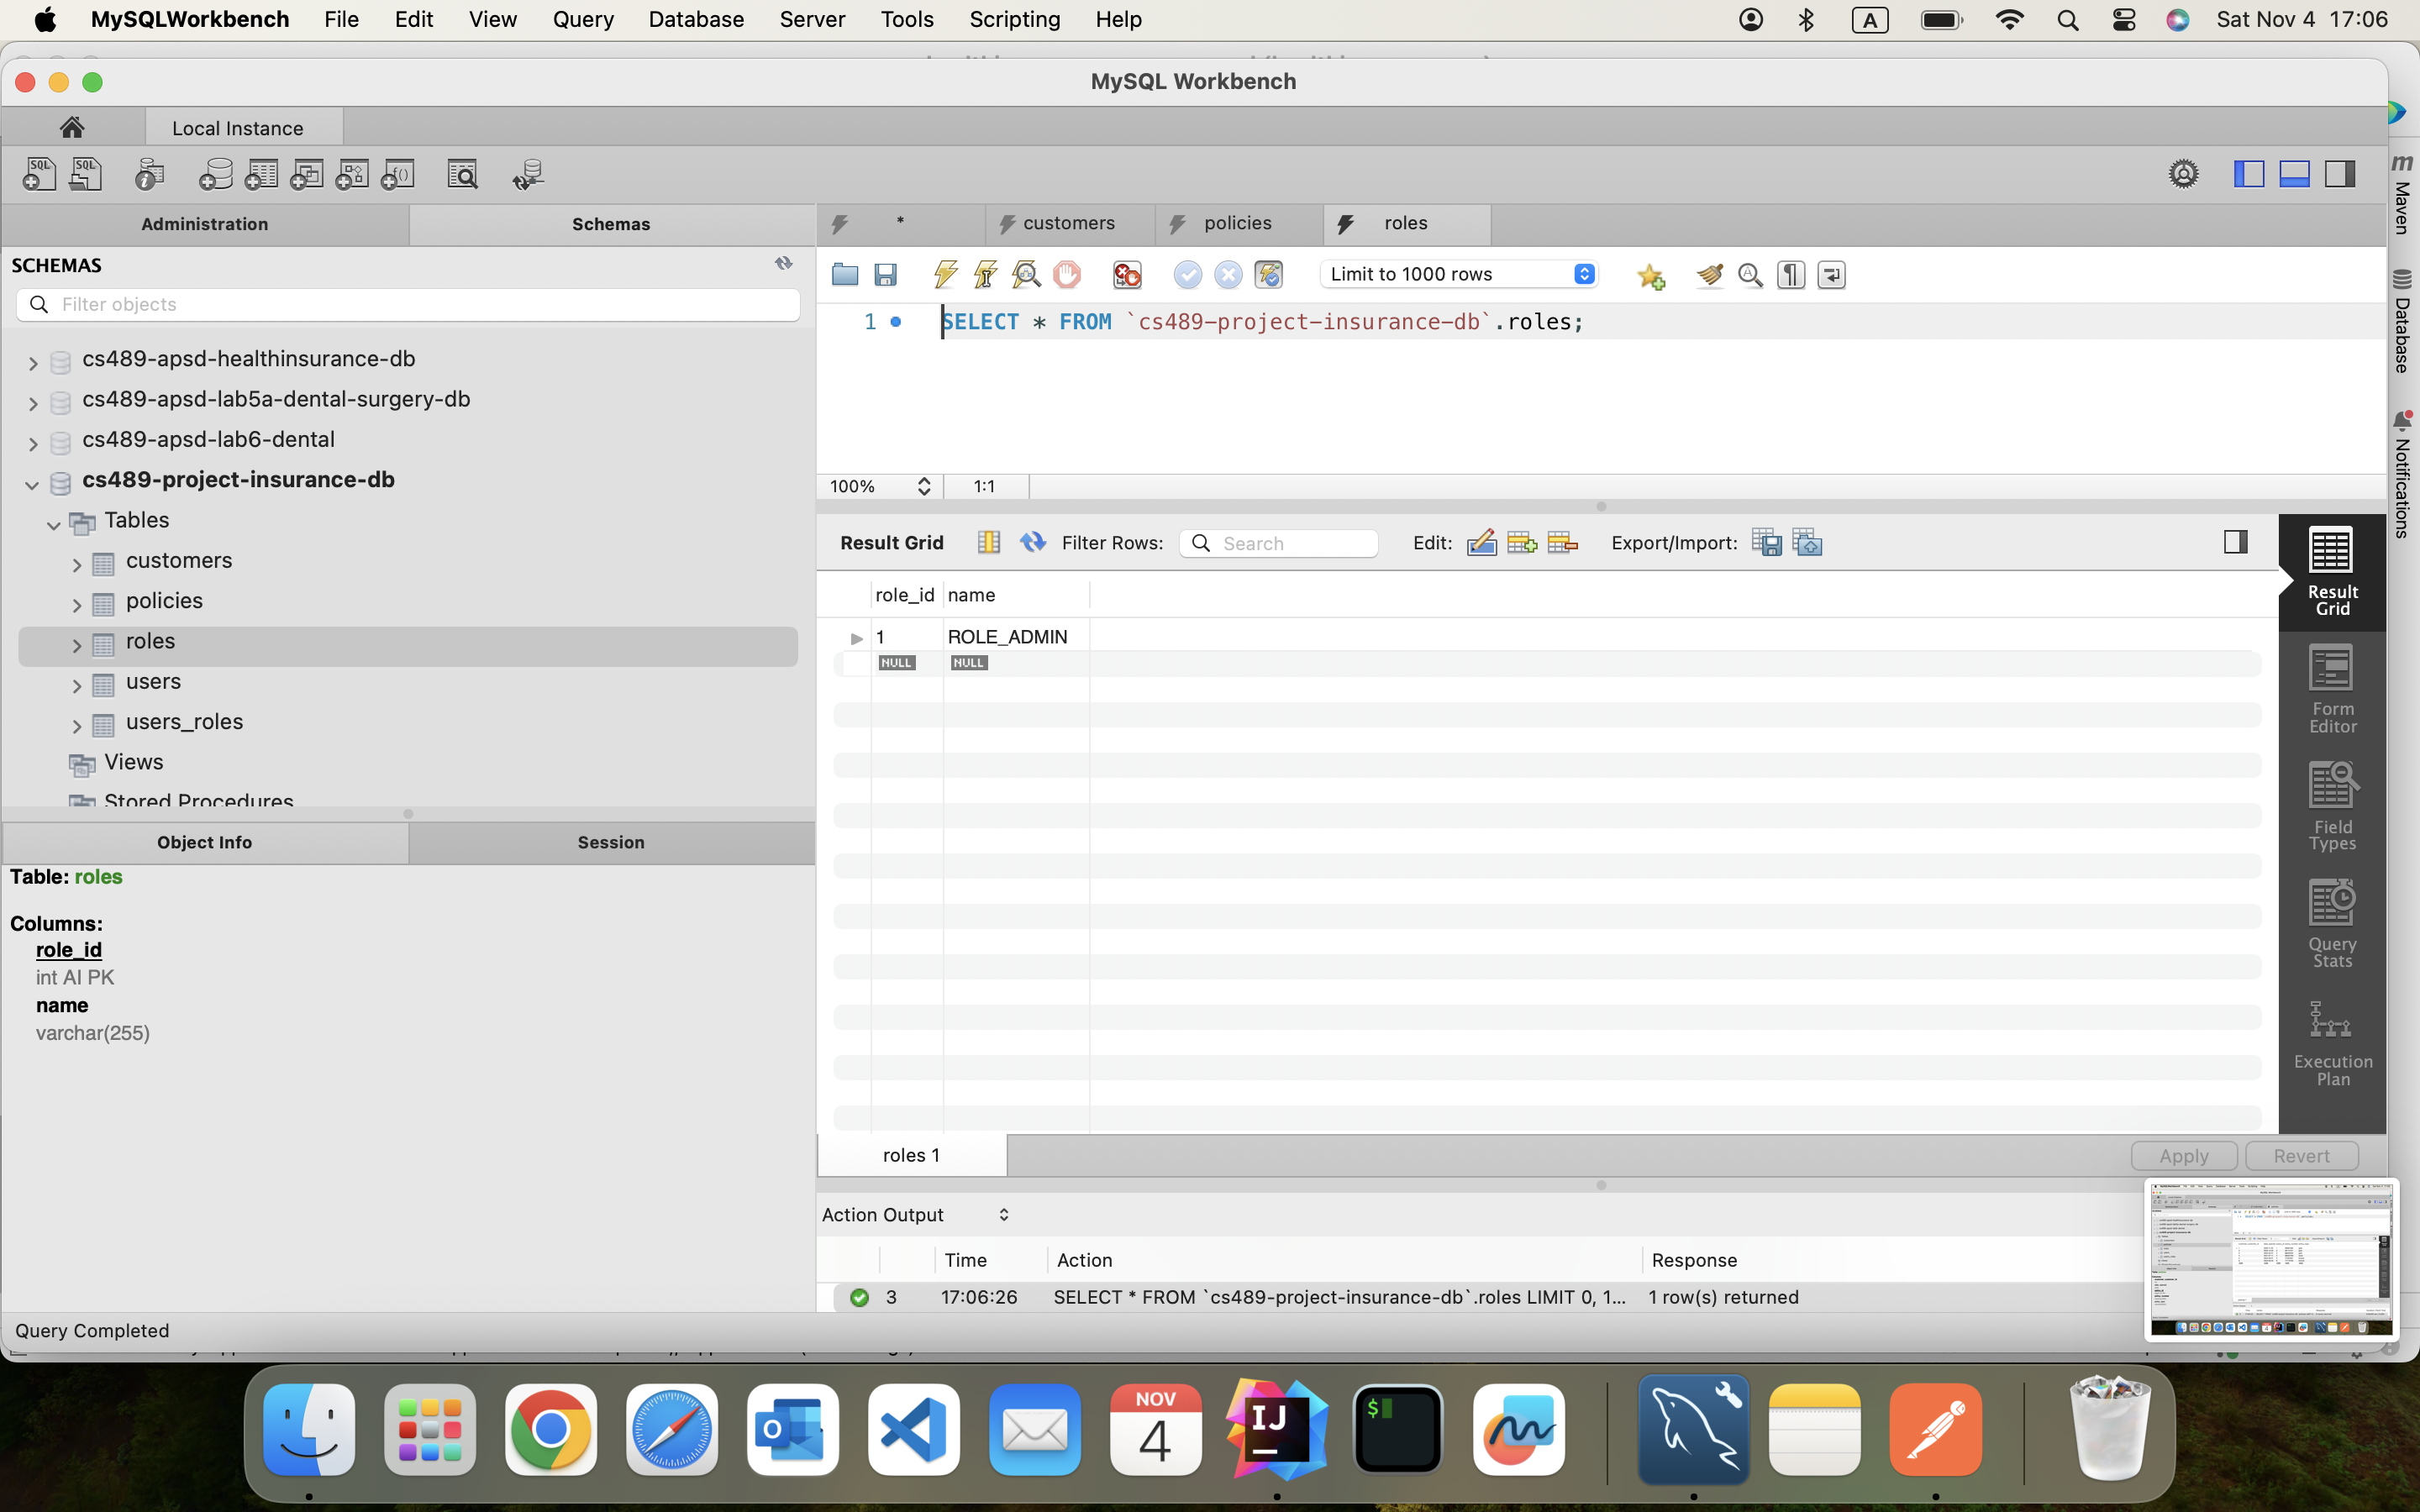 MySQLWorkbench File Edit View Query Database Server Tools Scripting Help A Sat Nov 4 17:06
MySQL Workbench
Local Instance
SQL SQL
Administration Schemas
SCHEMAS
Filter objects
cs489-apsd-healthinsurance-db
cs489-apsd-lab5a-dental-surgery-db
cs489-apsd-lab6-dental
cs489-project-insurance-db
Tables
customers
policies
roles
users
users_roles
Views
Stored Procedures
Object Info Session
Table: roles
Columns:
role_id
int AI PK
name
varchar(255)
Query Completed
* customers policies roles
Limit to 1000 rows
1 SELECT * FROM `cs489-project-insurance-db`.roles;
100% 1:1
Result Grid Filter Rows: Search Edit: Export/Import:
role_id name
1 ROLE_ADMIN
NULL NULL
roles 1
Apply Revert
Action Output
Time Action Response
3 17:06:26 SELECT * FROM `cs489-project-insurance-db`.roles LIMIT 0, 1... 1 row(s) returned
Result
Grid
Form
Editor
Field
Types
Query
Stats
Execution
Plan
m Maven
Database
Notifications
NOV
4
IJ
$